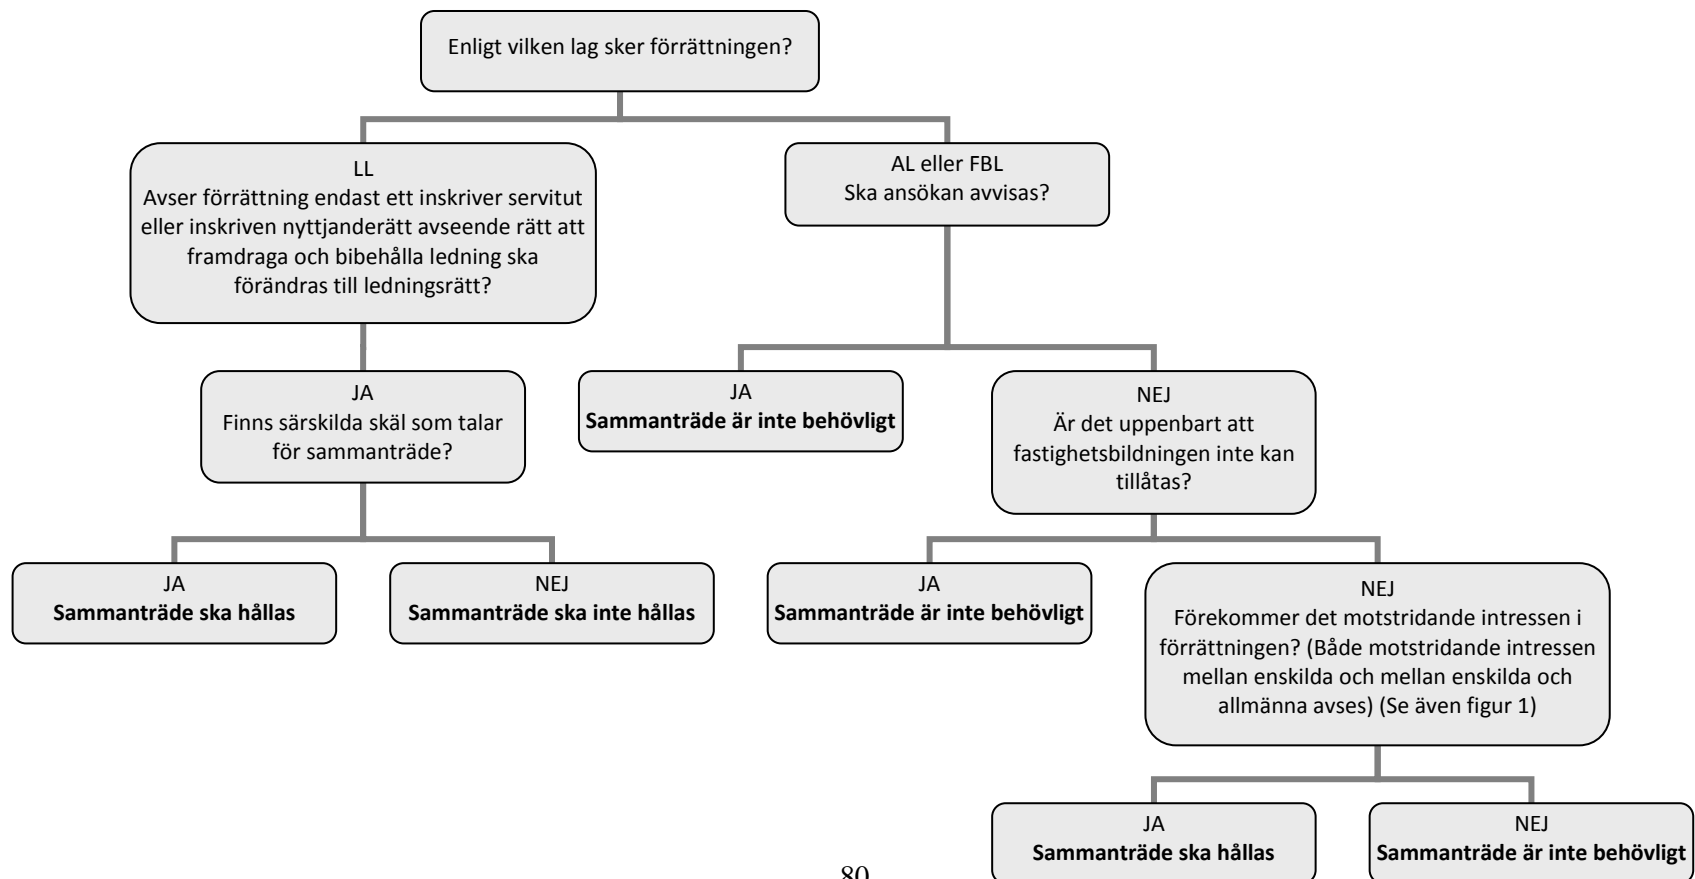 Enligt vilken lag sker förrättningen?
LL
Avser förrättning endast ett inskriver servitut
eller inskriven nyttjanderätt avseende rätt att
framdraga och bibehålla ledning ska
förändras till ledningsrätt?
AL eller FBL
Ska ansökan avvisas?
JA
Finns särskilda skäl som talar
för sammanträde?
JA
Sammanträde är inte behövligt
NEJ
Är det uppenbart att
fastighetsbildningen inte kan
tillåtas?
JA
Sammanträde ska hållas
NEJ
Sammanträde ska inte hållas
JA
Sammanträde är inte behövligt
NEJ
Förekommer det motstridande intressen i
förrättningen? (Både motstridande intressen
mellan enskilda och mellan enskilda och
allmänna avses) (Se även figur 1)
JA
Sammanträde ska hållas
NEJ
Sammanträde är inte behövligt
80